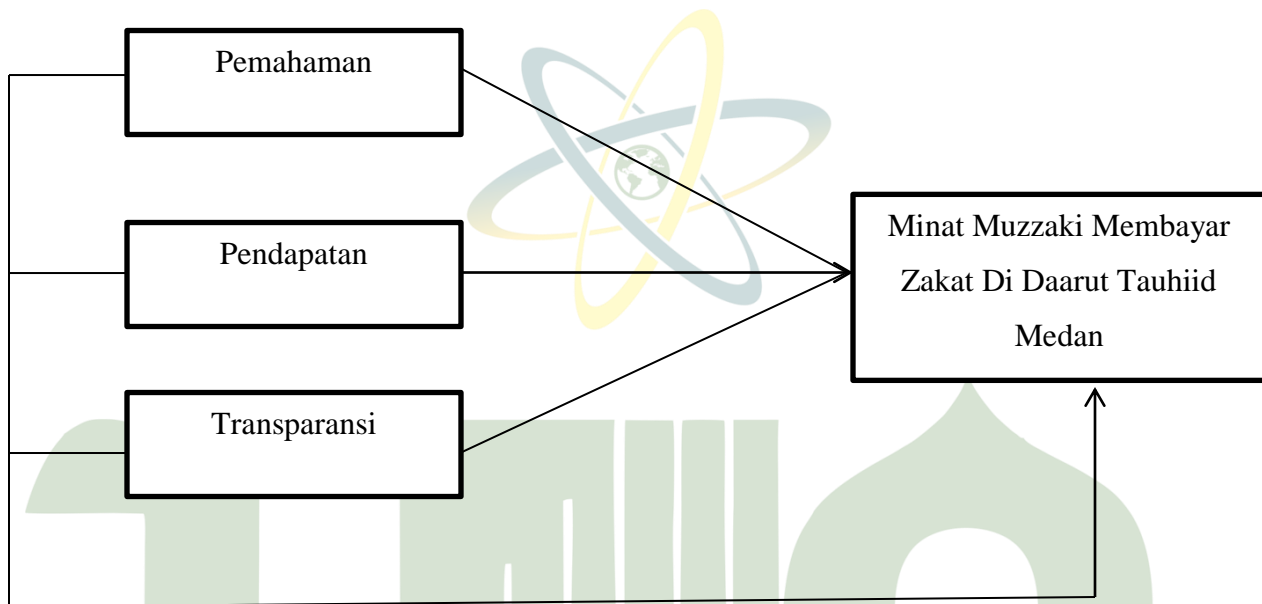 Pemahaman
Pendapatan
Transparansi
Minat Muzzaki Membayar
Zakat Di Daarut Tauhiid
Medan